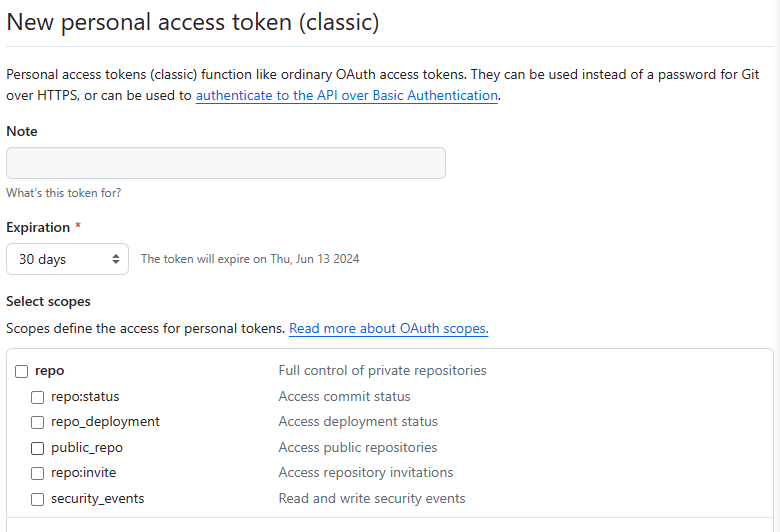 New personal access token (classic)
Personal access tokens (classic) function like ordinary OAuth access tokens. They can be used instead of a password for Git
over HTTPS, or can be used to authenticate to the API over Basic Authentication.
Note
What's this token for?
Expiration *
30 days The token will expire on Thu, Jun 13 2024
Select scopes
Scopes define the access for personal tokens. Read more about OAuth scopes.
repo Full control of private repositories
repo:status Access commit status
repo_deployment Access deployment status
public_repo Access public repositories
repo:invite Access repository invitations
security_events Read and write security events